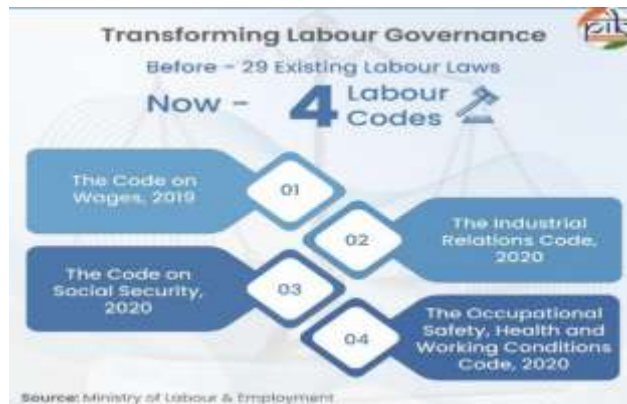 Transforming Labour Governance
pib
Before - 29 Existing Labour Laws
Now - 4 Labour
Codes
The Code on
Wages, 2019
01
02
The Industrial
Relations Code,
2020
The Code on
Social Security,
2020
03
04
The Occupational
Safety, Health and
Working Conditions
Code, 2020
Source: Ministry of Labour & Employment